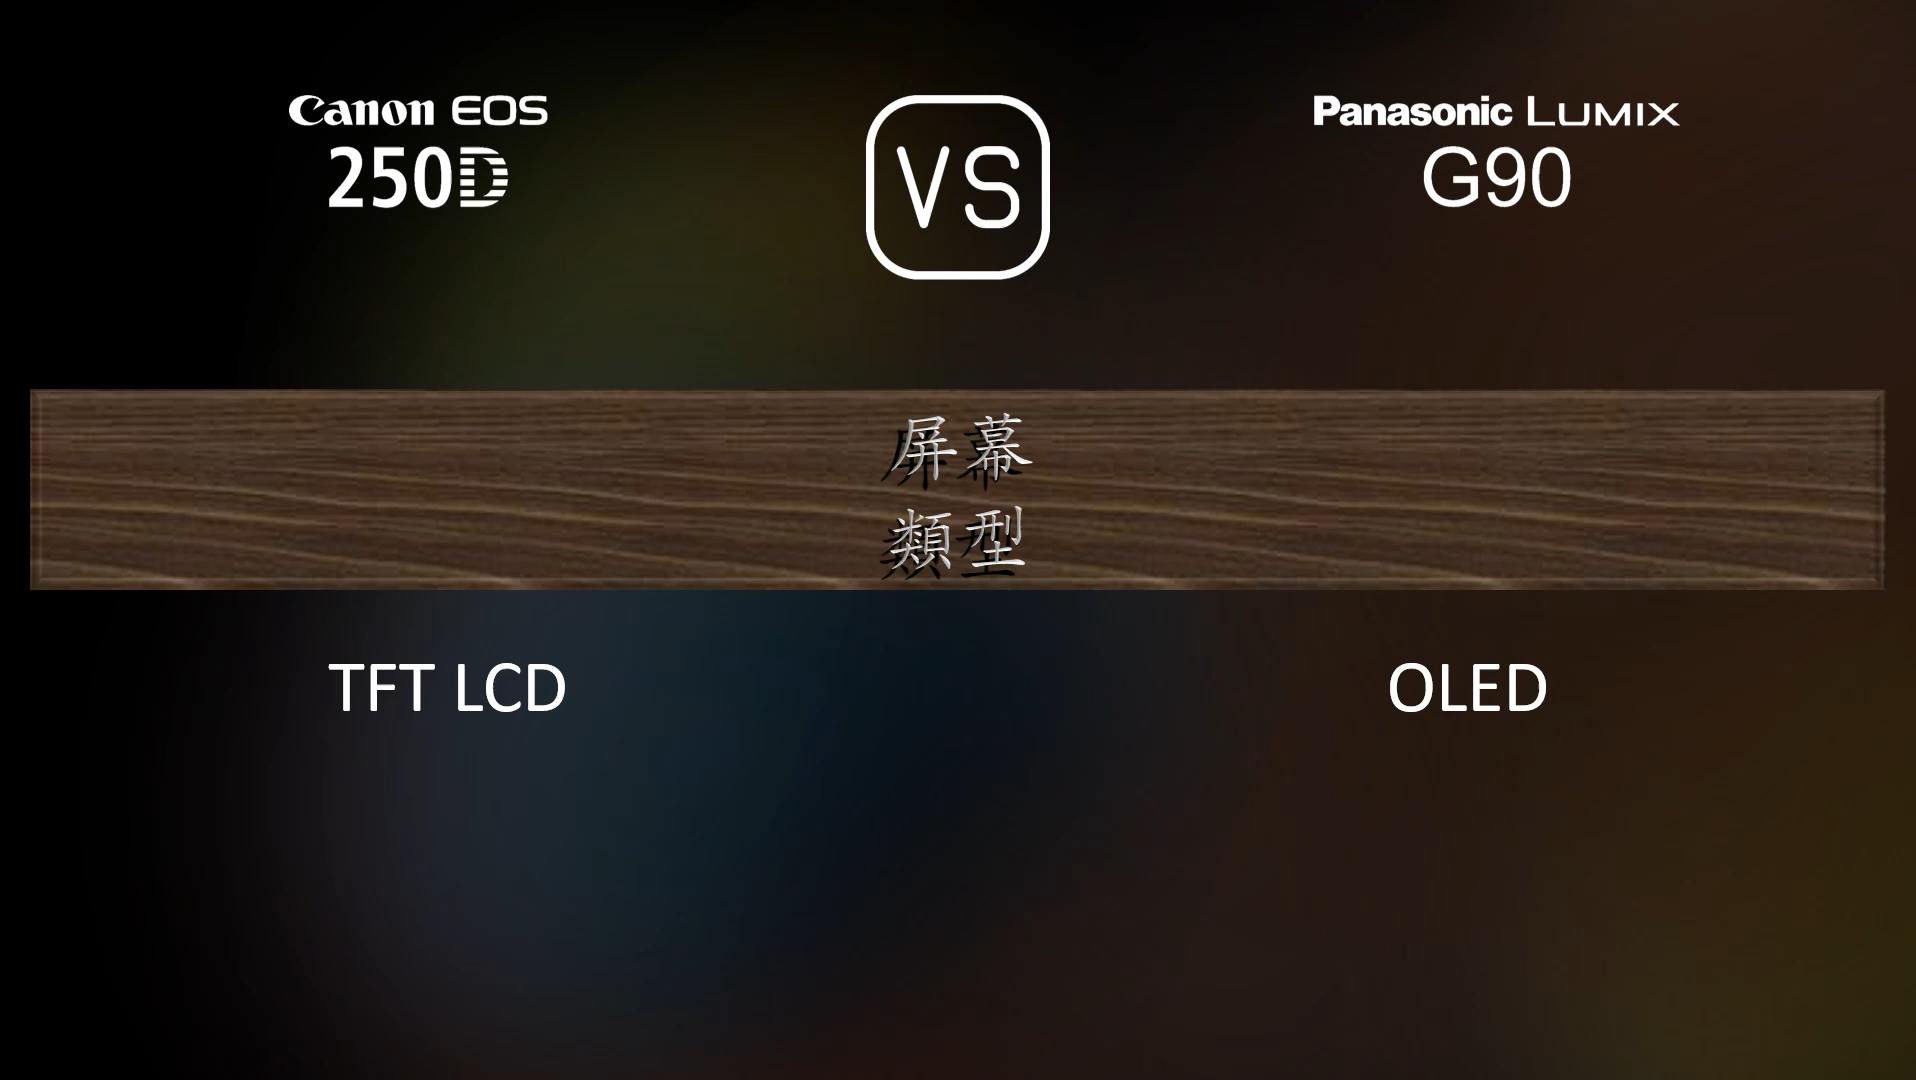 Canon EOS
250D
VS
Panasonic LUMIX
G90
屏幕
類型
TFT LCD
OLED